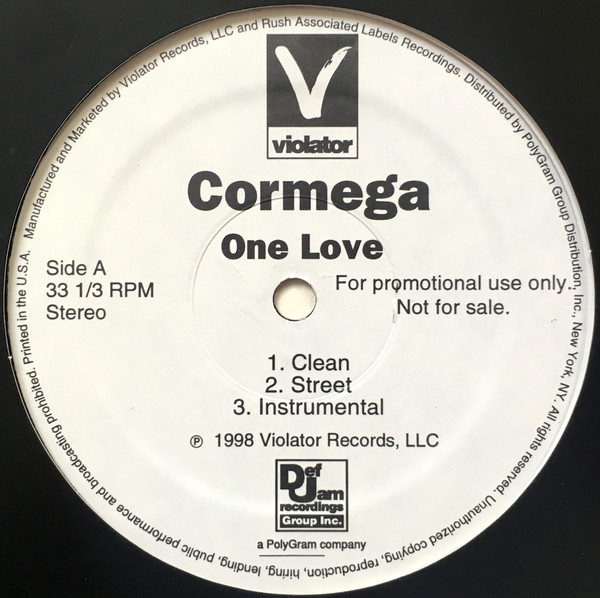 Manufactured and Marketed by Violator Records, LLC and Rush Associated Labels Recordings. Distributed by PolyGram Group Distribution, Inc., New York, NY. All rights reserved. Unauthorized copying, reproduction, hiring, lending, public performance and broadcasting prohibited. Printed in the U.S.A.
V
violator
Cormega
One Love
Side A
33 1/3 RPM
Stereo
For promotional use only..
Not for sale.
1. Clean
2. Street
3. Instrumental
℗ 1998 Violator Records, LLC
Def
Jam
recordings
Group Inc.
a PolyGram company